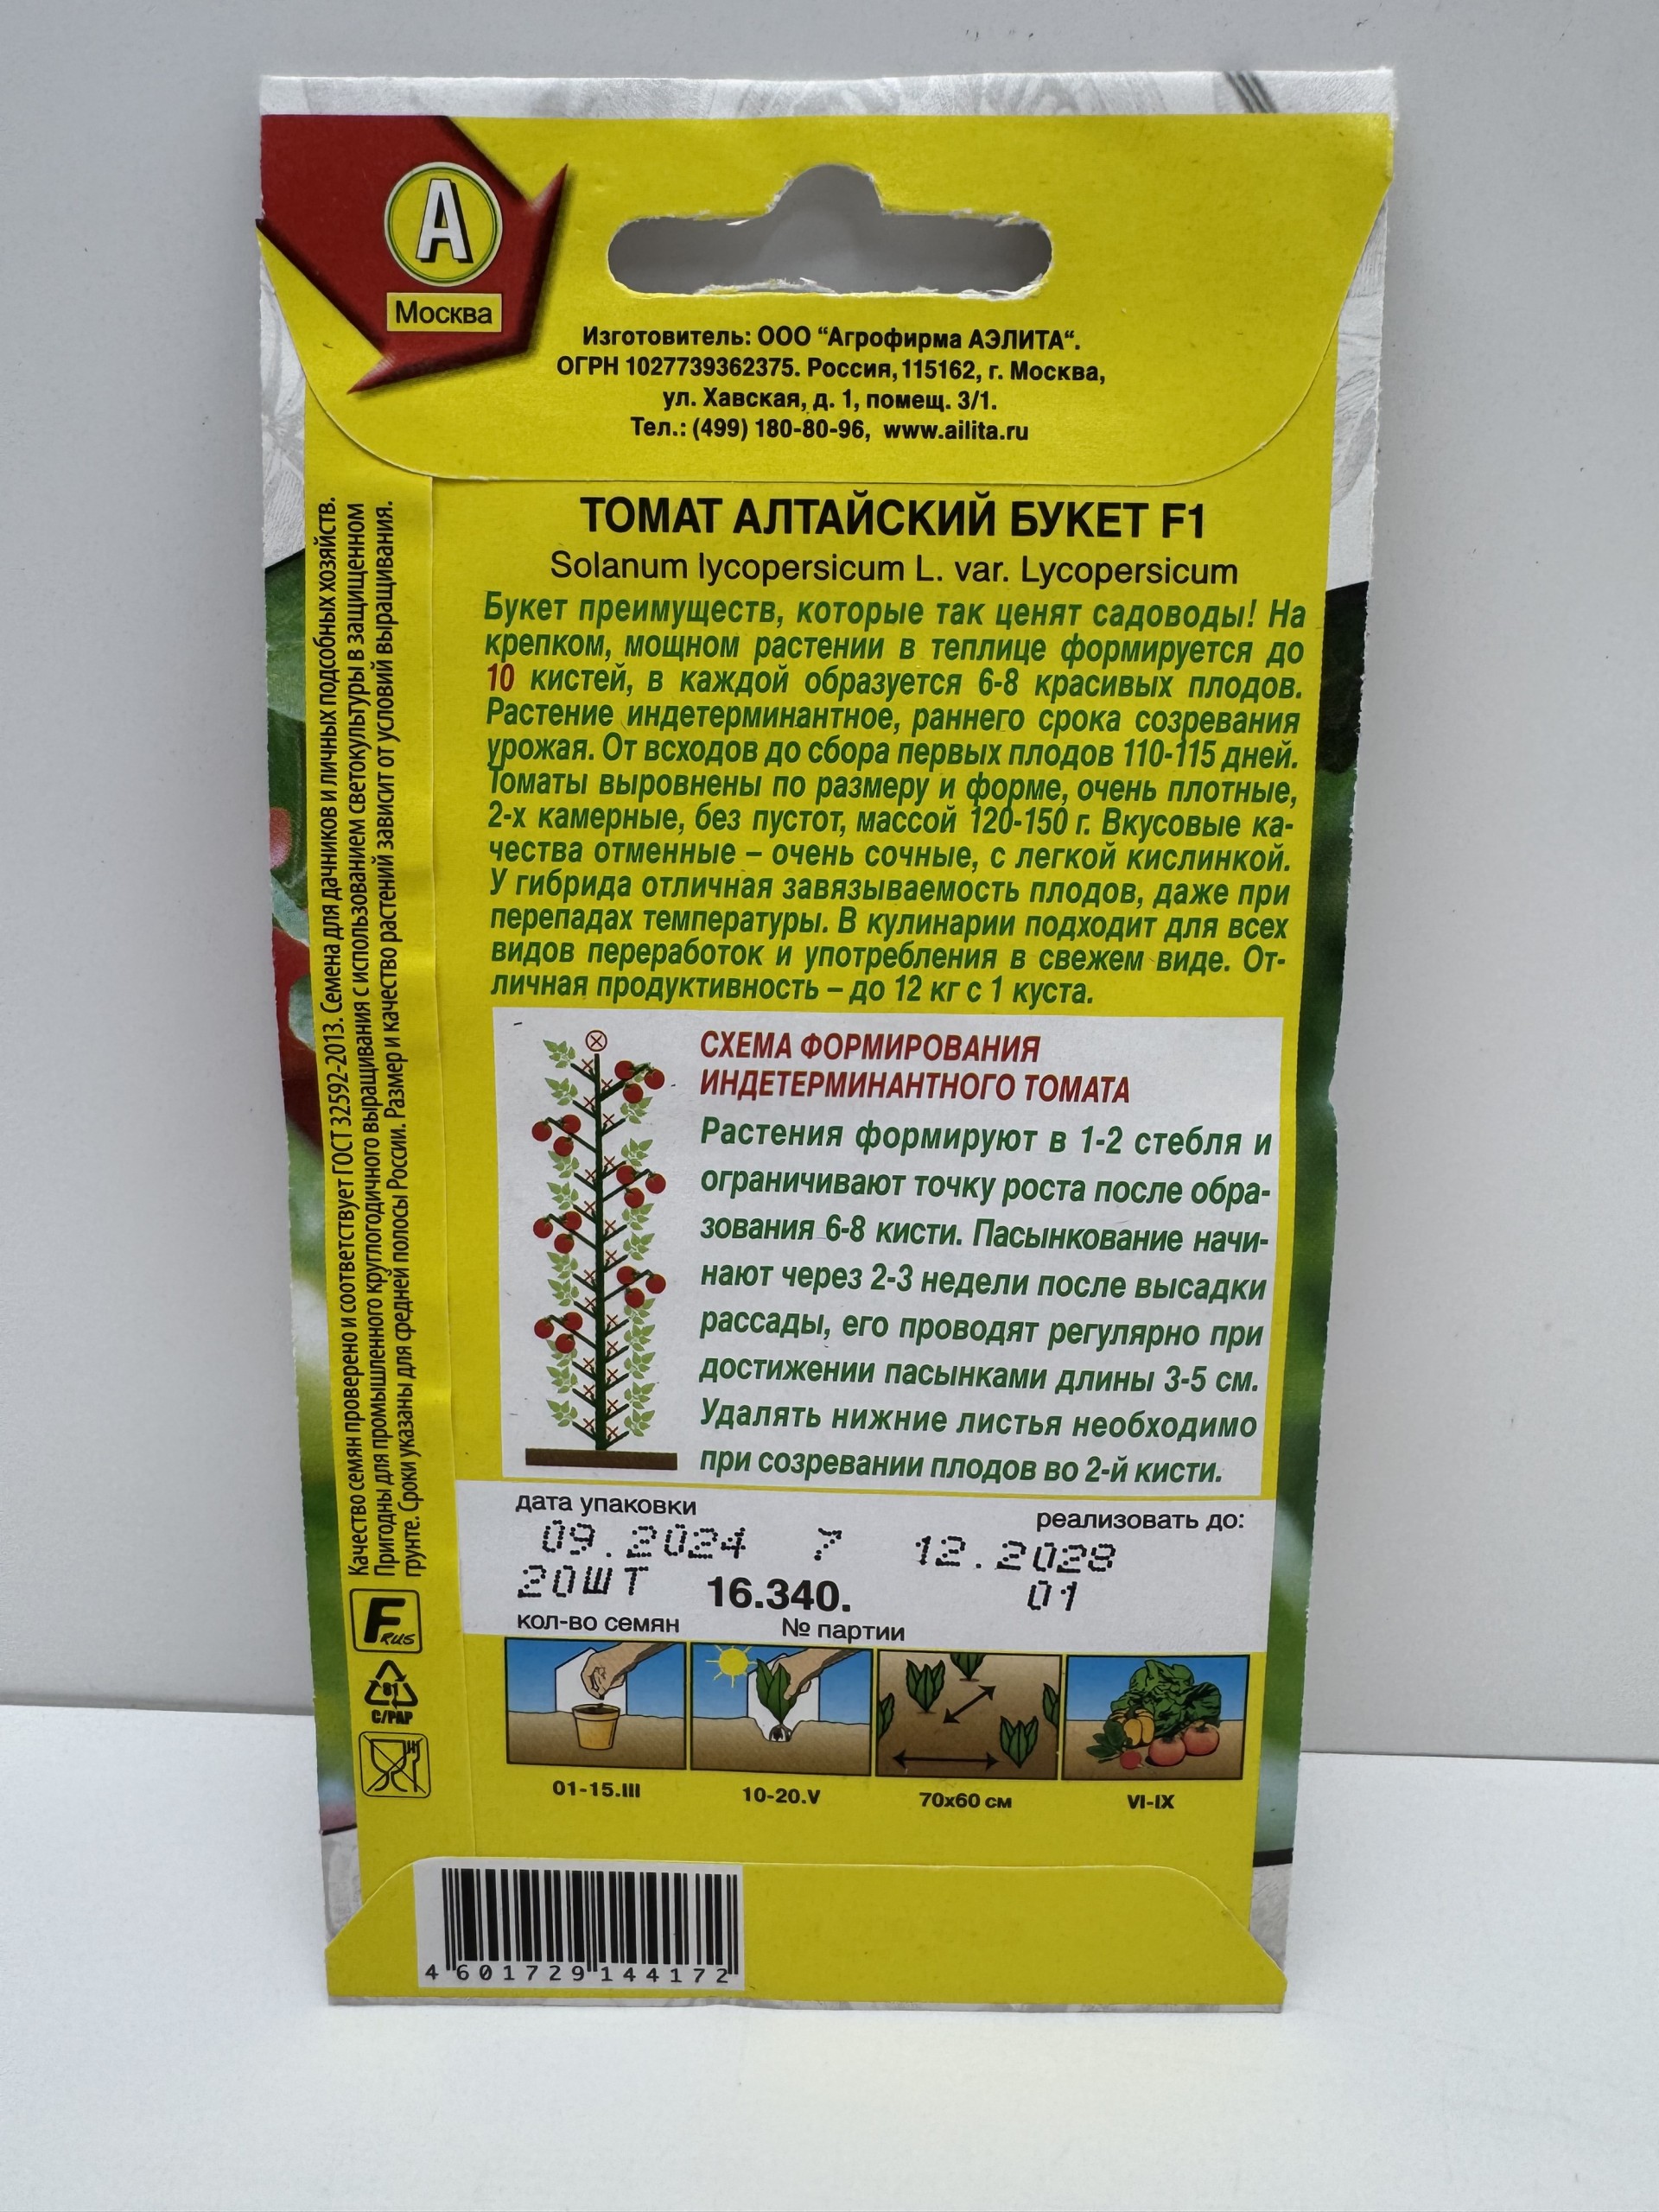 А
Москва
Изготовитель: ООО “Агрофирма АЭЛИТА“.
ОГРН 1027739362375. Россия, 115162, г. Москва,
ул. Хавская, д. 1, помещ. 3/1.
Тел.: (499) 180-80-96, www.ailita.ru
ТОМАТ АЛТАЙСКИЙ БУКЕТ F1
Solanum lycopersicum L. var. Lycopersicum
Букет преимуществ, которые так ценят садоводы! На
крепком, мощном растении в теплице формируется до
10 кистей, в каждой образуется 6-8 красивых плодов.
Растение индетерминантное, раннего срока созревания
урожая. От всходов до сбора первых плодов 110-115 дней.
Томаты выровнены по размеру и форме, очень плотные,
2-х камерные, без пустот, массой 120-150 г. Вкусовые ка-
чества отменные – очень сочные, с легкой кислинкой.
У гибрида отличная завязываемость плодов, даже при
перепадах температуры. В кулинарии подходит для всех
видов переработок и употребления в свежем виде. От-
личная продуктивность – до 12 кг с 1 куста.
СХЕМА ФОРМИРОВАНИЯ
ИНДЕТЕРМИНАНТНОГО ТОМАТА
Растения формируют в 1-2 стебля и
ограничивают точку роста после обра-
зования 6-8 кисти. Пасынкование начи-
нают через 2-3 недели после высадки
рассады, его проводят регулярно при
достижении пасынками длины 3-5 см.
Удалять нижние листья необходимо
при созревании плодов во 2-й кисти.
дата упаковки реализовать до:
09.2024 7 12.2028
20ШТ 16.340. 01
кол-во семян № партии
01-15.III 10-20.V 70х60 см VI-IX
Качество семян проверено и соответствует ГОСТ 32592-2013. Семена для дачников и личных подсобных хозяйств.
Пригодны для промышленного круглогодичного выращивания с использованием светокультуры в защищенном
грунте. Сроки указаны для средней полосы России. Размер и качество растений зависит от условий выращивания.
F RUS
81
C/PAP
4 601729 144172